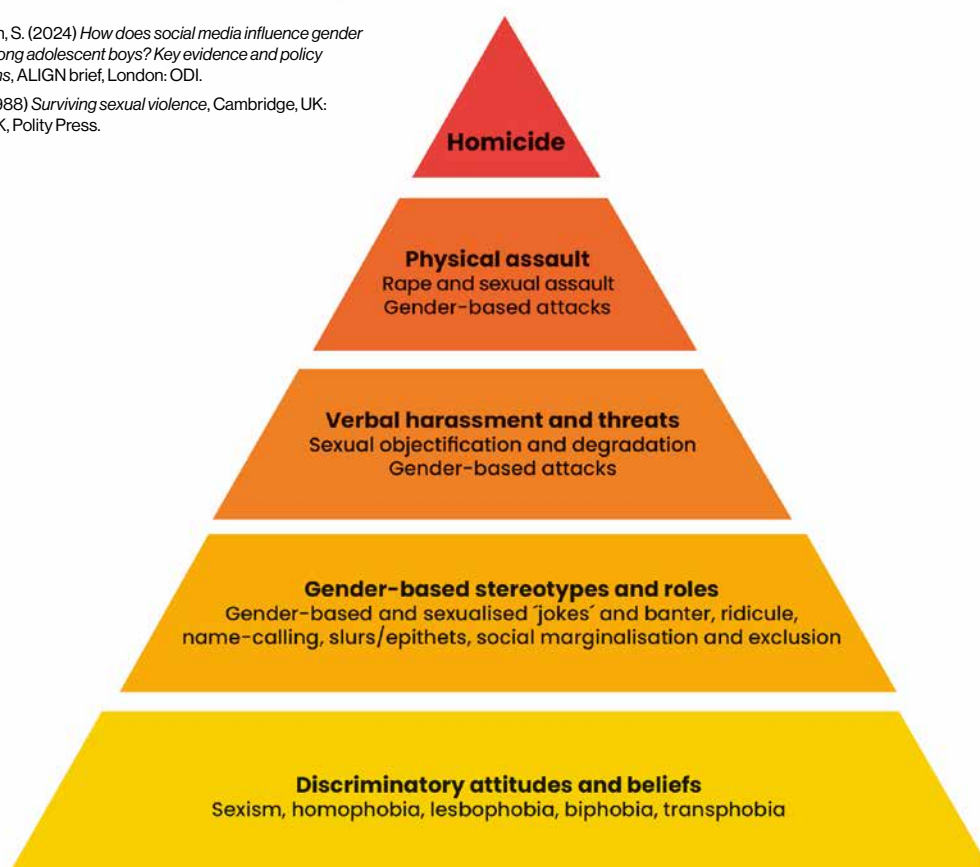 S. (2024) How does social media influence gender
among adolescent boys? Key evidence and policy
ALIGN brief, London: ODI.
Surviving sexual violence, Cambridge, UK:
Polity Press.
Homicide
Physical assault
Rape and sexual assault
Gender-based attacks
Verbal harassment and threats
Sexual objectification and degradation
Gender-based attacks
Gender-based stereotypes and roles
Gender-based and sexualised ´jokes´ and banter, ridicule,
name-calling, slurs/epithets, social marginalisation and exclusion
Discriminatory attitudes and beliefs
Sexism, homophobia, lesbophobia, biphobia, transphobia